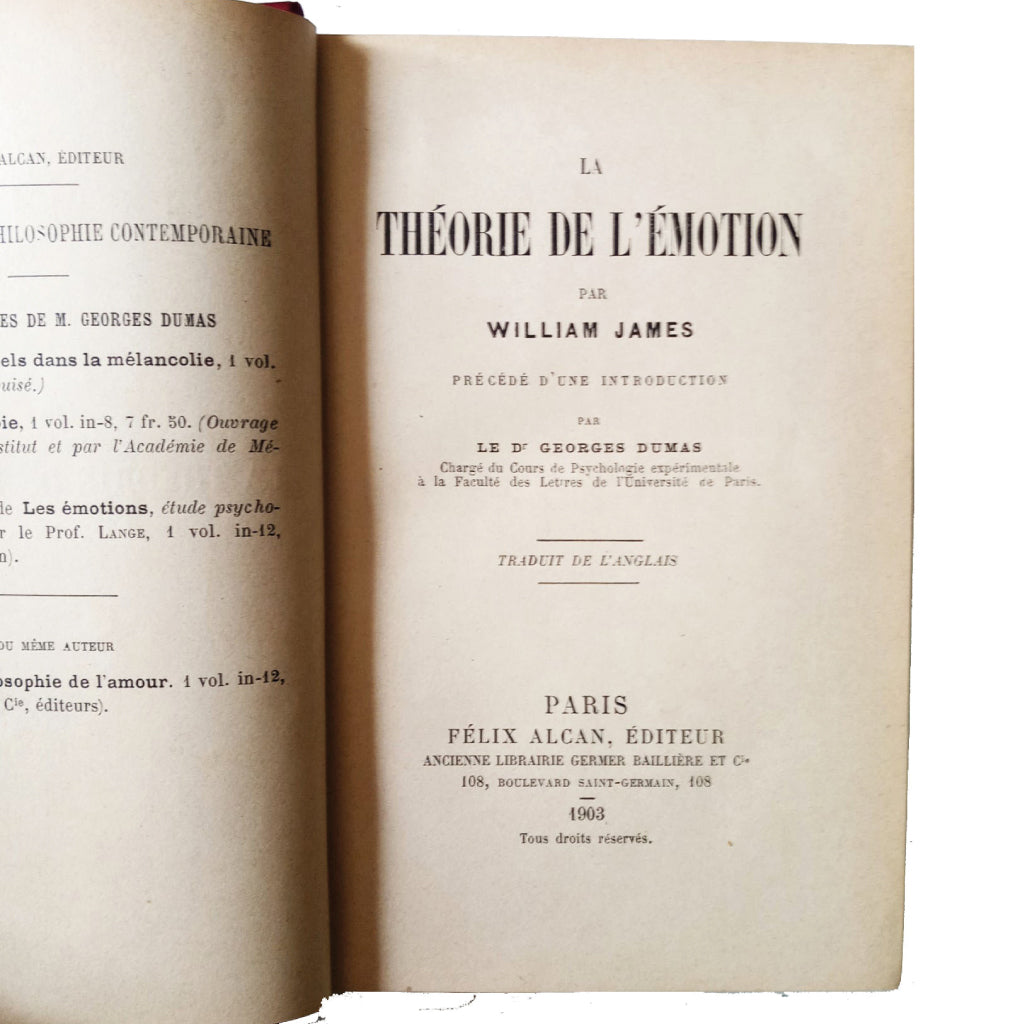 ALCAN, ÉDITEUR
PHILOSOPHIE CONTEMPORAINE
ES DE M. GEORGES DUMAS
els dans la mélancolie, 1 vol.
uisé.)
oie, 1 vol. in-8, 7 fr. 50. (Ouvrage
stitut et par l'Académie de Mé-
de Les émotions, étude psycho-
r le Prof. LANGE, 1 vol. in-12,
n).
DU MÊME AUTEUR
osophie de l'amour. 1 vol. in-12,
Cie, éditeurs).
LA
THÉORIE DE L'ÉMOTION
PAR
WILLIAM JAMES
PRÉCÉDÉ D'UNE INTRODUCTION
PAR
LE Dr GEORGES DUMAS
Chargé du Cours de Psychologie expérimentale
à la Faculté des Lettres de l'Université de Paris.
TRADUIT DE L'ANGLAIS
PARIS
FÉLIX ALCAN, ÉDITEUR
ANCIENNE LIBRAIRIE GERMER BAILLIÈRE ET Cie
108, BOULEVARD SAINT-GERMAIN, 108
1903
Tous droits réservés.